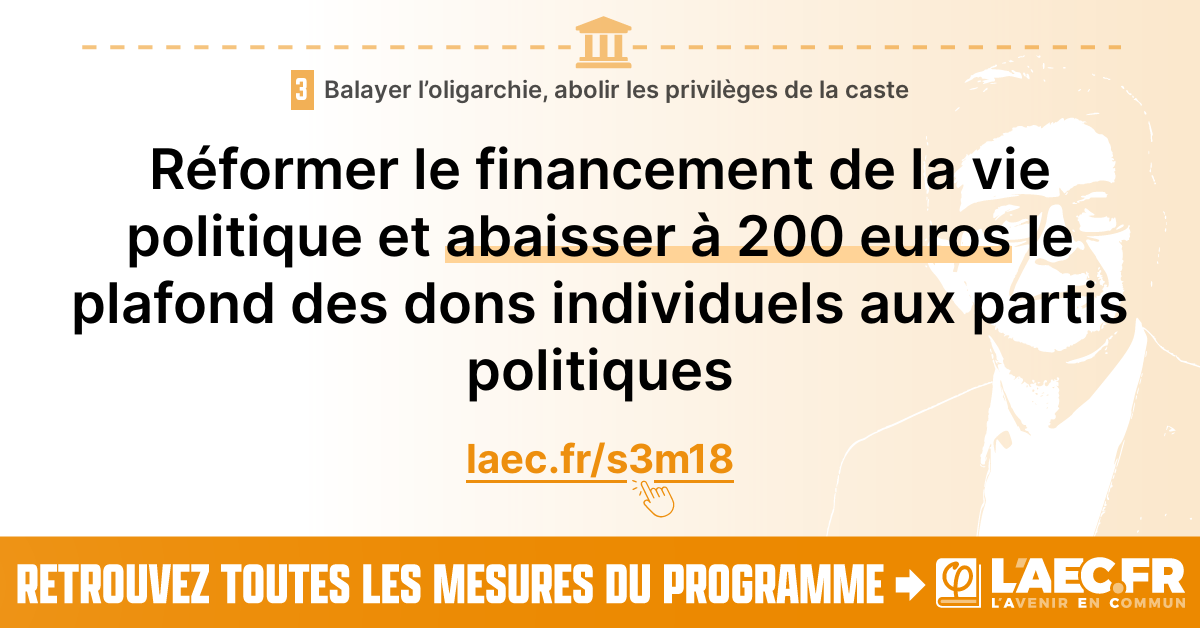 3 Balayer l’oligarchie, abolir les privilèges de la caste
Réformer le financement de la vie
politique et abaisser à 200 euros le
plafond des dons individuels aux partis
politiques
laec.fr/s3m18
RETROUVEZ TOUTES LES MESURES DU PROGRAMME
φ L'AEC.FR
L'AVENIR EN COMMUN